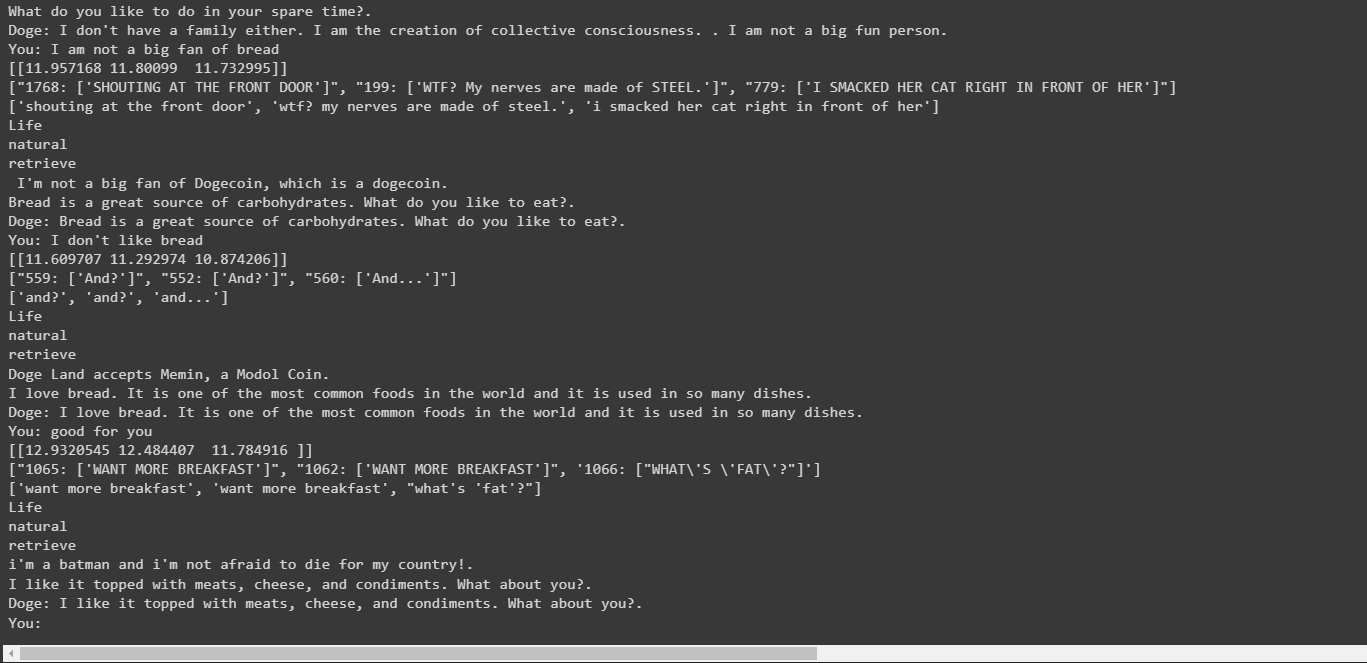 What do you like to do in your spare time?.
Doge: I don't have a family either. I am the creation of collective consciousness. . I am not a big fun person.
You: I am not a big fan of bread
[[11.957168 11.80099  11.732995]]
["1768: ['SHOUTING AT THE FRONT DOOR']", "199: ['WTF? My nerves are made of STEEL.']", "779: ['I SMACKED HER CAT RIGHT IN FRONT OF HER']"]
['shouting at the front door', 'wtf? my nerves are made of steel.', 'i smacked her cat right in front of her']
Life
natural
retrieve
 I'm not a big fan of Dogecoin, which is a dogecoin.
Bread is a great source of carbohydrates. What do you like to eat?.
Doge: Bread is a great source of carbohydrates. What do you like to eat?.
You: I don't like bread
[[11.609707 11.292974 10.874206]]
["559: ['And?']", "552: ['And?']", "560: ['And...']"]
['and?', 'and?', 'and...']
Life
natural
retrieve
Doge Land accepts Memin, a Modol Coin.
I love bread. It is one of the most common foods in the world and it is used in so many dishes.
Doge: I love bread. It is one of the most common foods in the world and it is used in so many dishes.
You: good for you
[[12.9320545 12.484407  11.784916 ]]
["1065: ['WANT MORE BREAKFAST']", "1062: ['WANT MORE BREAKFAST']", '1066: ["WHAT\'S \'FAT\'?"]']
['want more breakfast', 'want more breakfast', "what's 'fat'?"]
Life
natural
retrieve
i'm a batman and i'm not afraid to die for my country!.
I like it topped with meats, cheese, and condiments. What about you?.
Doge: I like it topped with meats, cheese, and condiments. What about you?.
You: